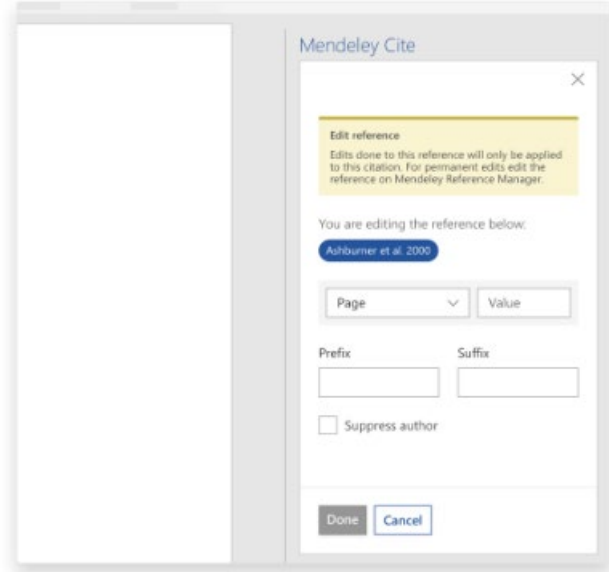 Mendeley Cite
Edit reference
Edits done to this reference will only be applied
to this citation. For permanent edits edit the
reference on Mendeley Reference Manager.
You are editing the reference below:
Ashburner et al. 2000
Page Value
Prefix Suffix
Suppress author
Done Cancel